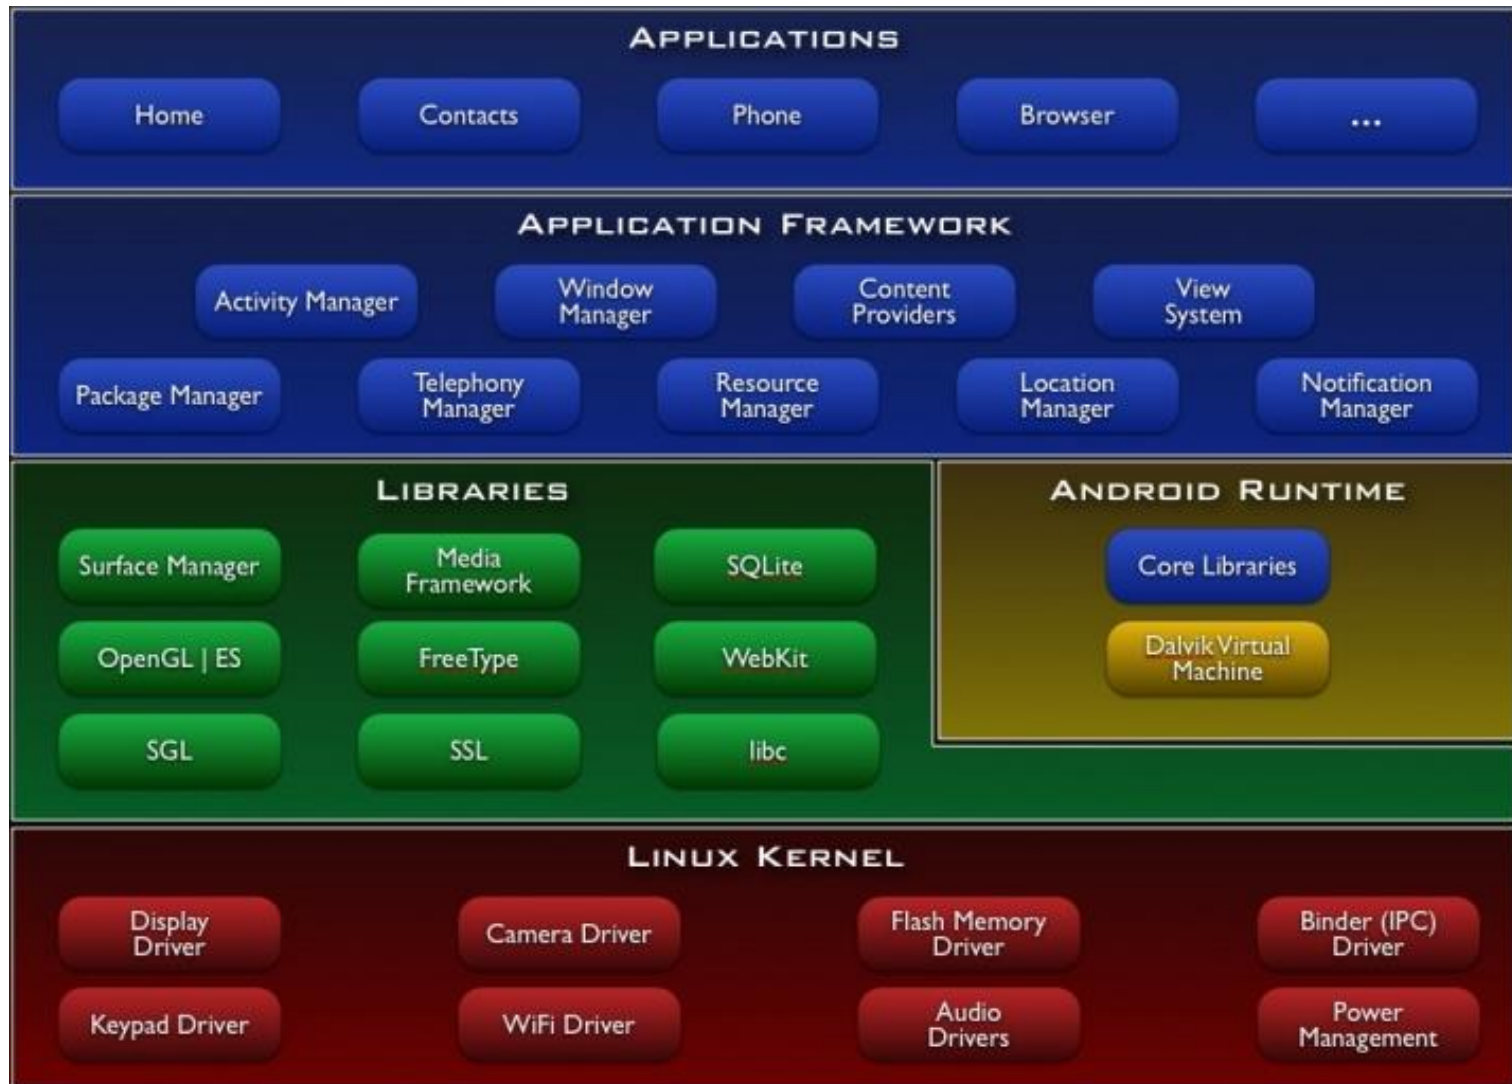 APPLICATIONS
Home
Contacts
Phone
Browser
...
APPLICATION FRAMEWORK
Activity Manager
Window
Manager
Content
Providers
View
System
Package Manager
Telephony
Manager
Resource
Manager
Location
Manager
Notification
Manager
LIBRARIES
Surface Manager
Media
Framework
SQLite
OpenGL | ES
FreeType
WebKit
SGL
SSL
libc
ANDROID RUNTIME
Core Libraries
Dalvik Virtual
Machine
LINUX KERNEL
Display
Driver
Camera Driver
Flash Memory
Driver
Binder (IPC)
Driver
Keypad Driver
WiFi Driver
Audio
Drivers
Power
Management